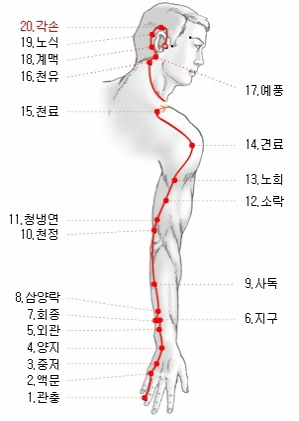 20.각손
19.노식
18.계맥
16.천유
17.예풍
15.천료
14.견료
13.노회
12.소락
11.청냉연
10.천정
9.사독
8.삼양락
7.회종
6.지구
5.외관
4.양지
3.중저
2.액문
1.관충